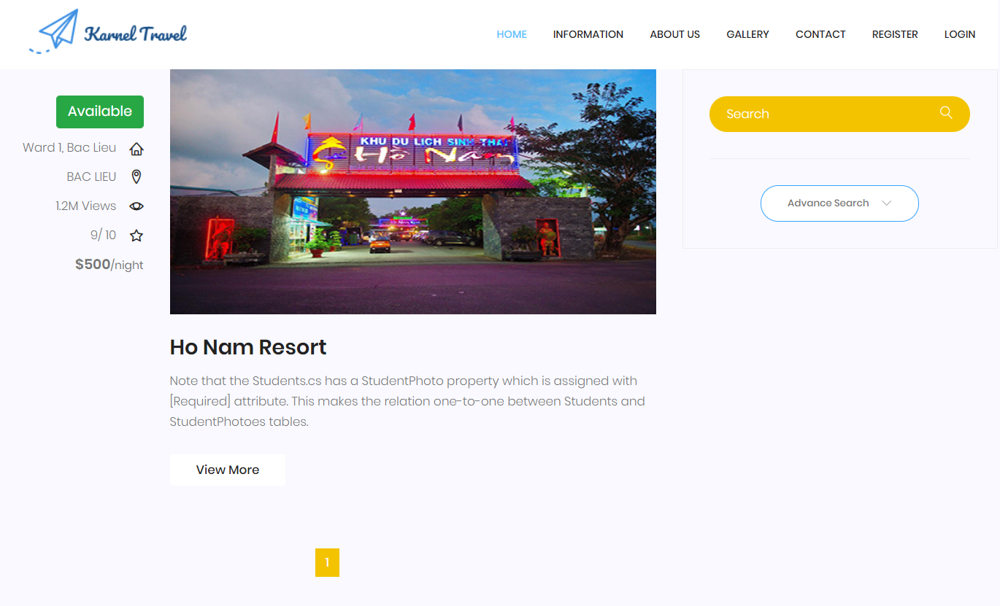 Karnel Travel
HOME
INFORMATION
ABOUT US
GALLERY
CONTACT
REGISTER
LOGIN
Available
Ward 1, Bac Lieu
BAC LIEU
1.2M Views
9/ 10
$500/night
KHU DU LỊCH SINH THÁI
Hồ Nam
Ho Nam Resort
Note that the Students.cs has a StudentPhoto property which is assigned with
[Required] attribute. This makes the relation one-to-one between Students and
StudentPhotoes tables.
View More
1
Search
Advance Search